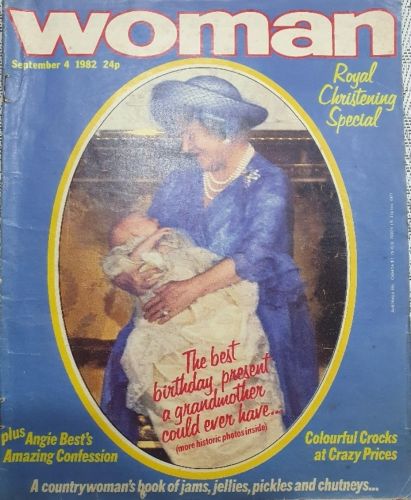 woman
September 4 1982 24p
Royal
Christening
Special
The best
birthday present
a grandmother
could ever have...
(more historic photos inside)
plus Angie Best's
Amazing Confession
Colourful Crocks
at Crazy Prices
A countrywoman's book of jams, jellies, pickles and chutneys...